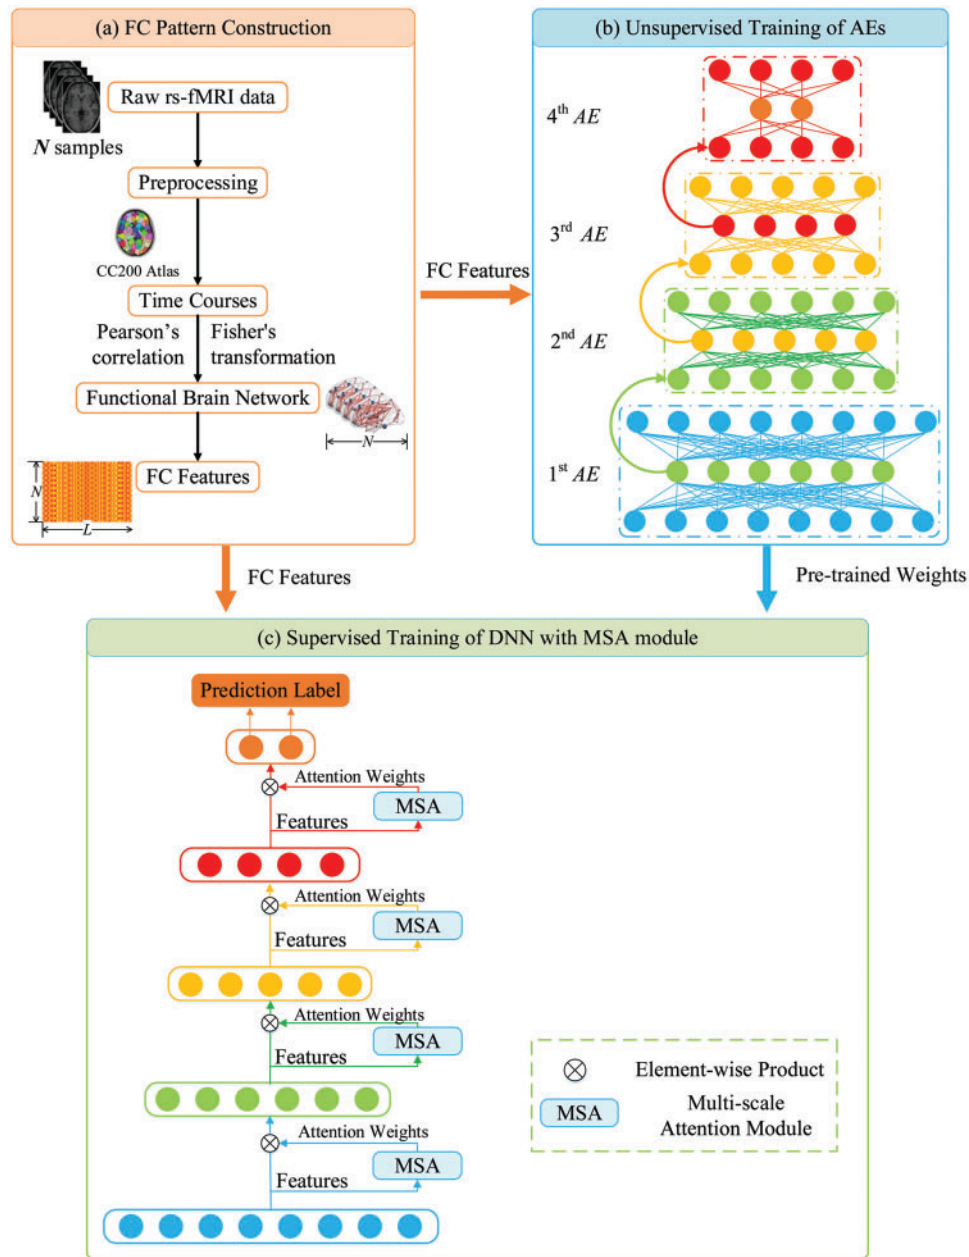 (a) FC Pattern Construction
Raw rs-fMRI data
N samples
Preprocessing
CC200 Atlas
Time Courses
Pearson’s
correlation
Fisher's
transformation
Functional Brain Network
N
FC Features
N
L
FC Features
(b) Unsupervised Training of AEs
4th AE
3rd AE
2nd AE
1st AE
FC Features
Pre-trained Weights
(c) Supervised Training of DNN with MSA module
Prediction Label
Attention Weights
MSA
Features
Attention Weights
MSA
Features
Attention Weights
MSA
Features
Attention Weights
MSA
Features
Element-wise Product
MSA
Multi-scale
Attention Module